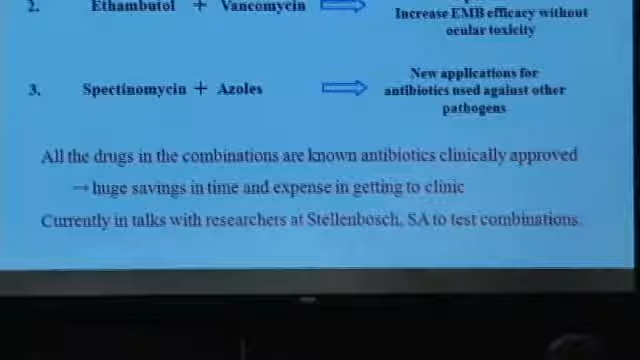 2. Ethambutol + Vancomycin
Increase EMB efficacy without
ocular toxicity
3. Spectinomycin + Azoles
New applications for
antibiotics used against other
pathogens
All the drugs in the combinations are known antibiotics clinically approved
→ huge savings in time and expense in getting to clinic
Currently in talks with researchers at Stellenbosch, SA to test combinations.